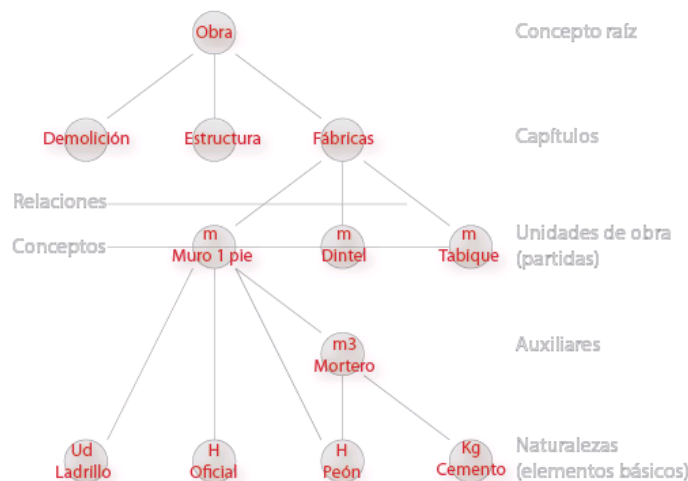 Obra
Concepto raíz
Demolición
Estructura
Fábricas
Capítulos
Relaciones
Conceptos
m
Muro 1 pie
m
Dintel
m
Tabique
Unidades de obra
(partidas)
m3
Mortero
Auxiliares
Ud
Ladrillo
H
Oficial
H
Peón
Kg
Cemento
Naturalezas
(elementos básicos)